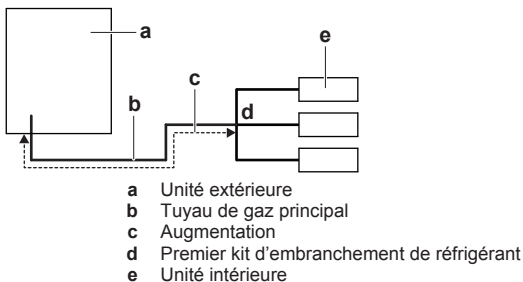 a
e
c
b
d
a Unité extérieure
b Tuyau de gaz principal
c Augmentation
d Premier kit d'embranchement de réfrigérant
e Unité intérieure